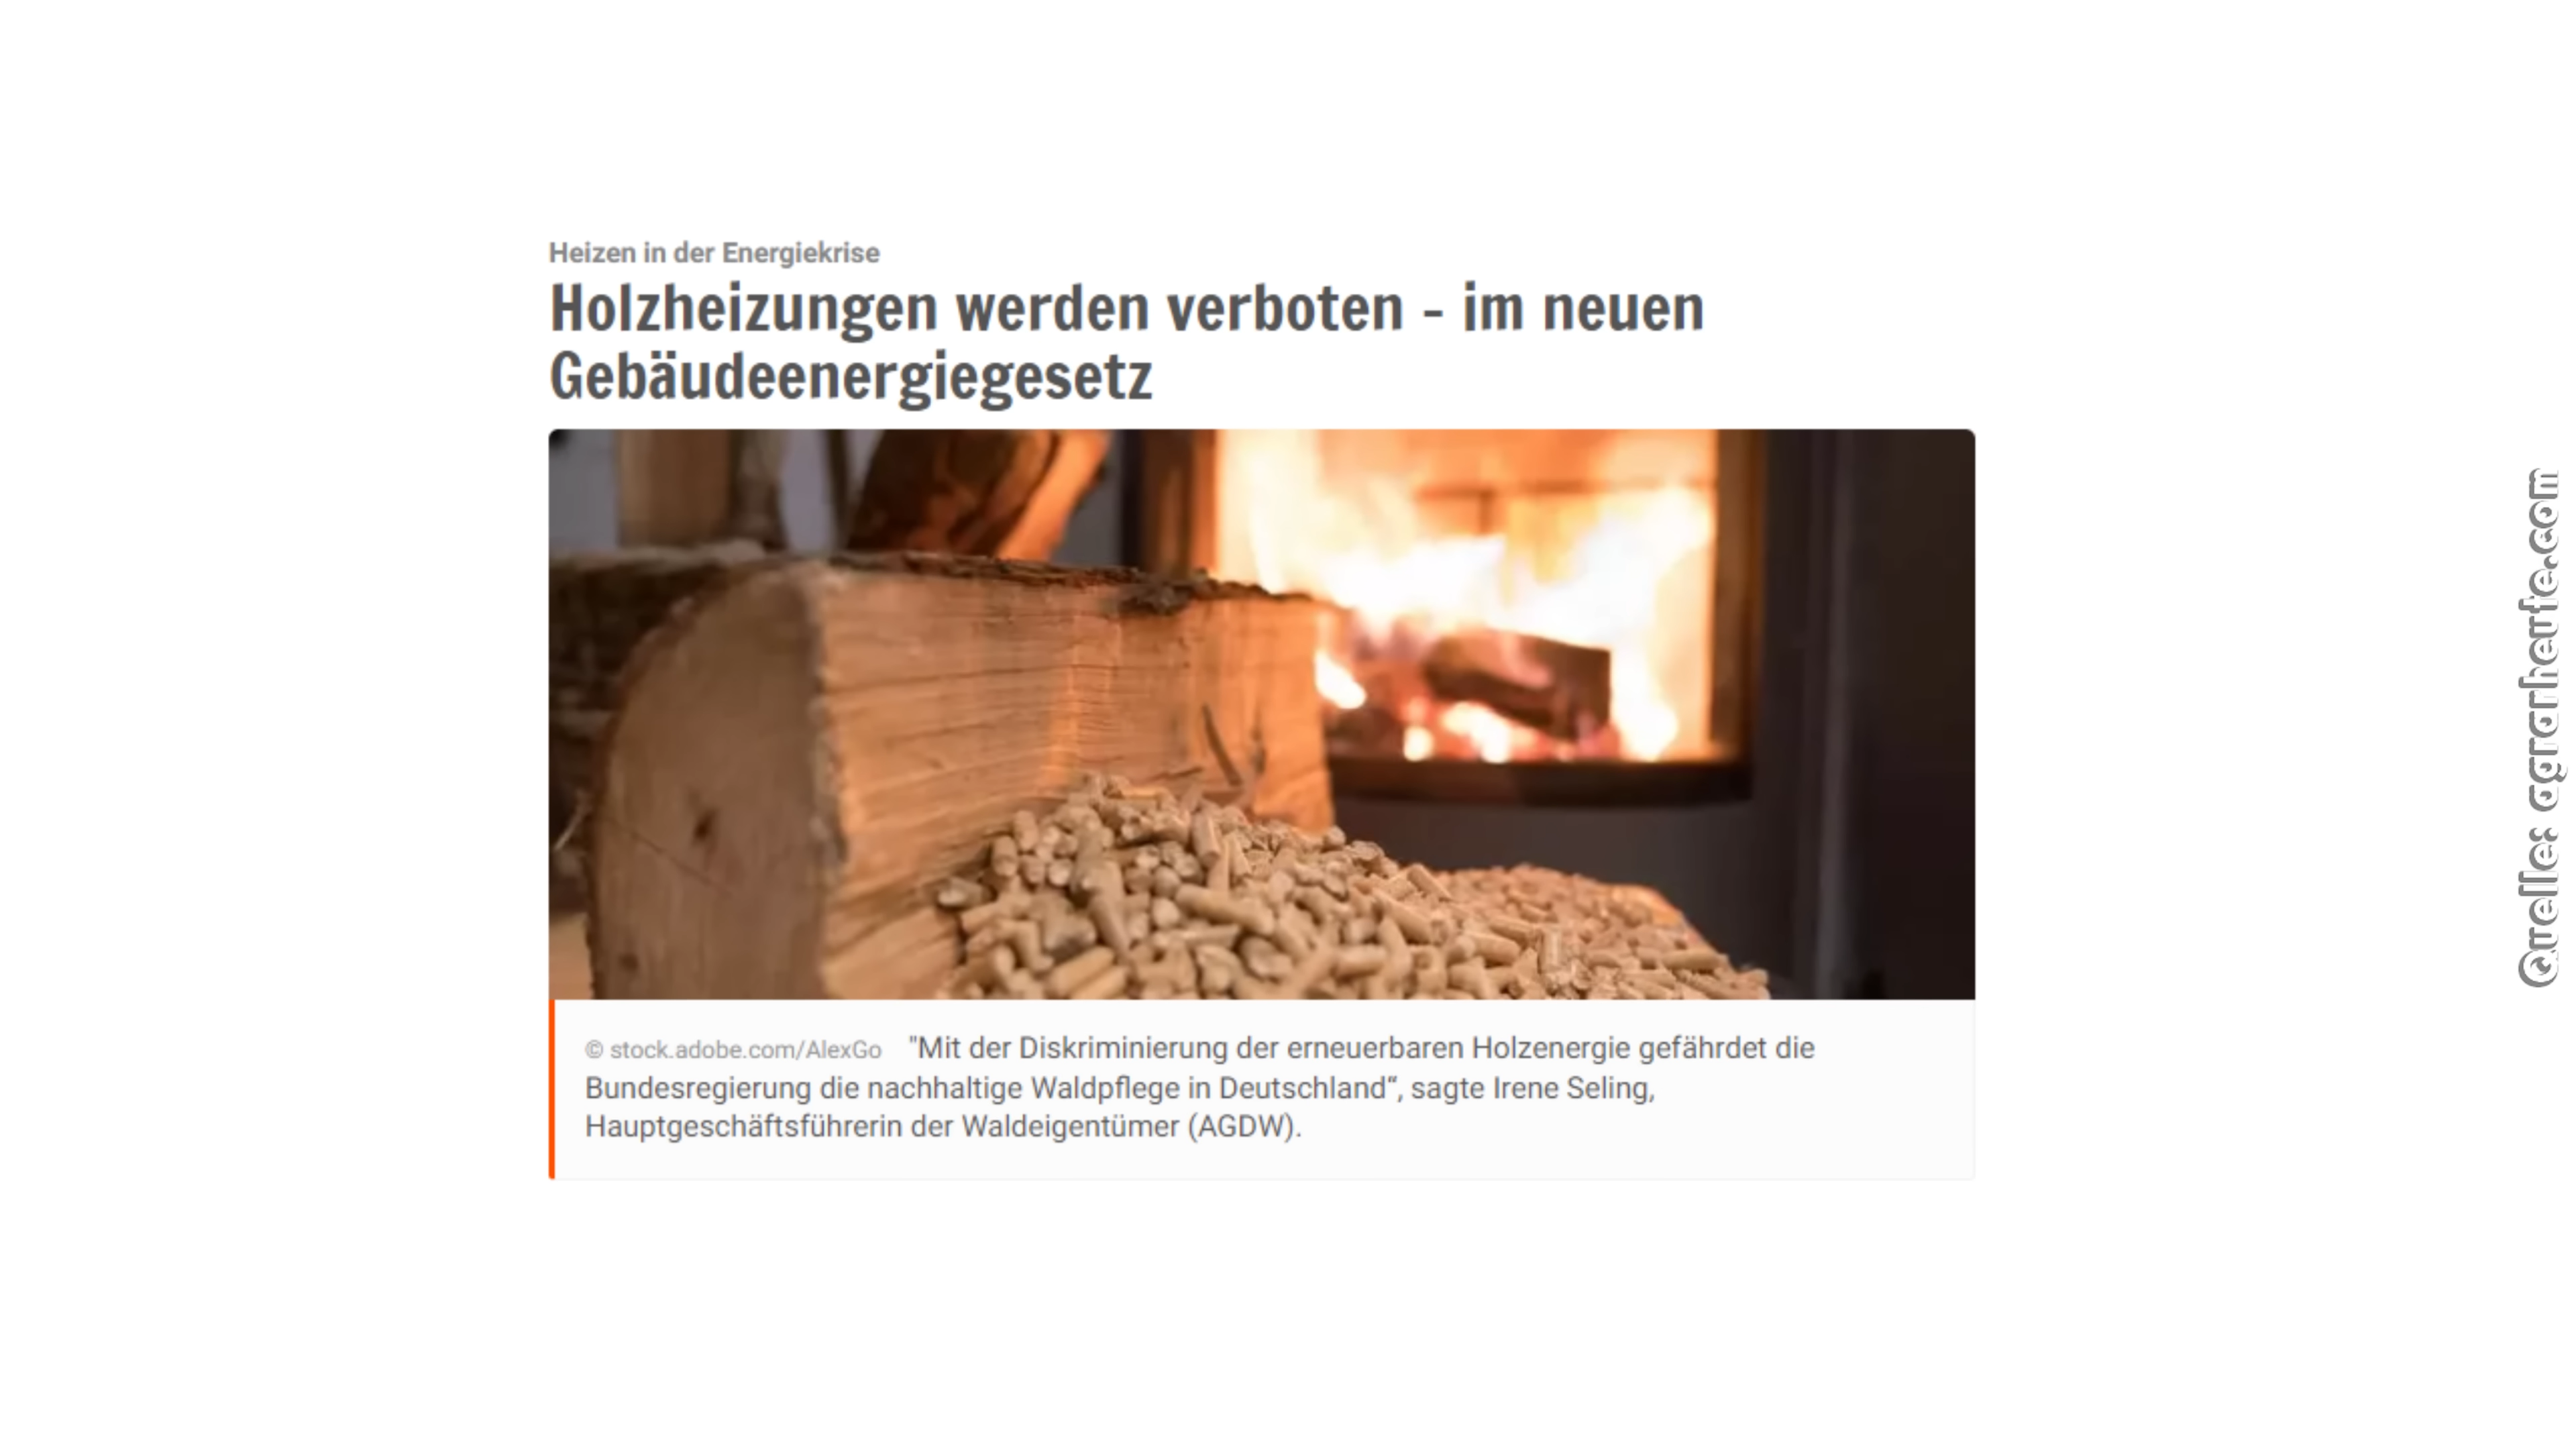 Heizen in der Energiekrise
Holzheizungen werden verboten - im neuen
Gebäudeenergiegesetz
© stock.adobe.com/AlexGo "Mit der Diskriminierung der erneuerbaren Holzenergie gefährdet die
Bundesregierung die nachhaltige Waldpflege in Deutschland“, sagte Irene Seling,
Hauptgeschäftsführerin der Waldeigentümer (AGDW).
Quelle: agrarheute.com